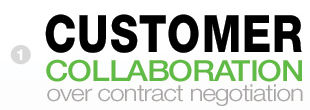 1
CUSTOMER
COLLABORATION
over contract negotiation